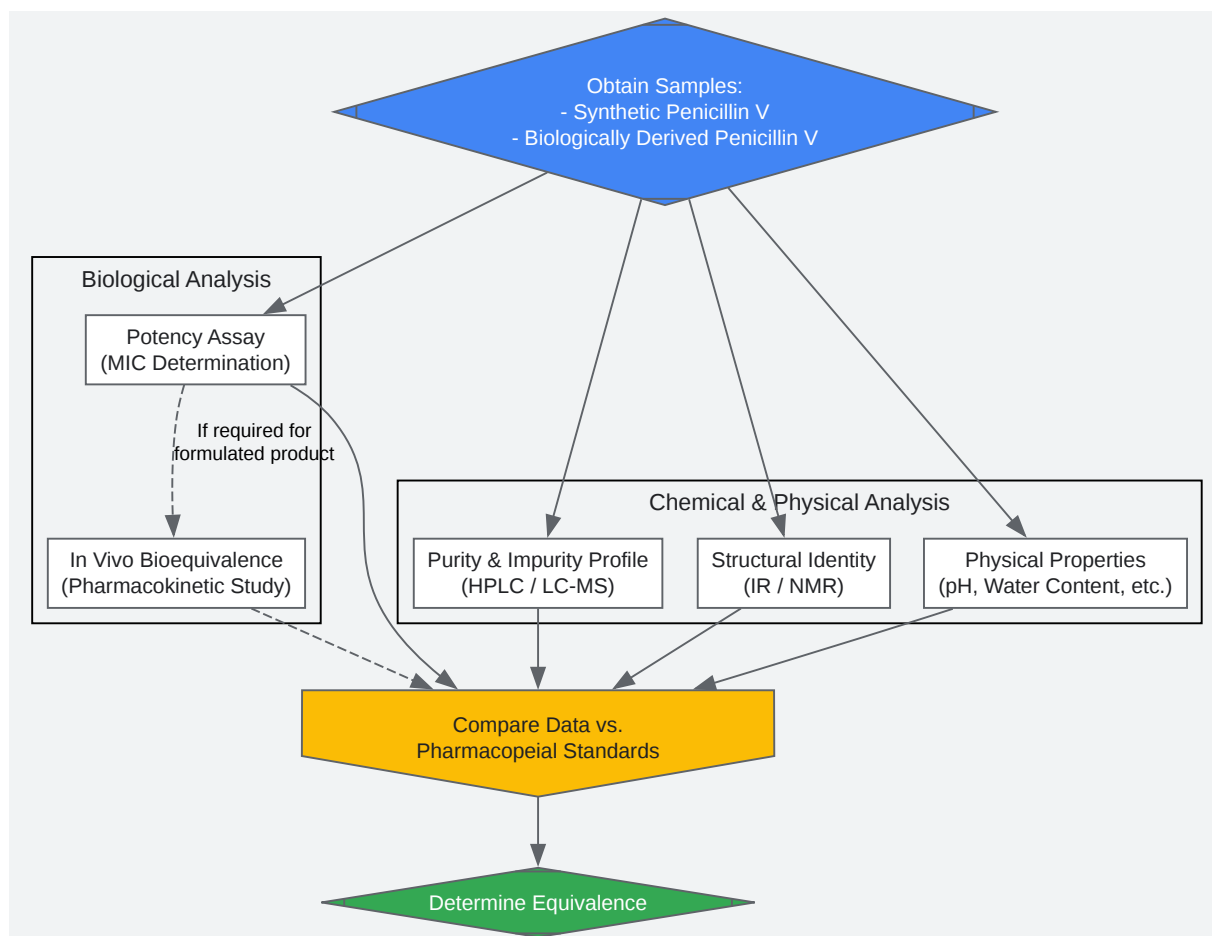 Obtain Samples:
- Synthetic Penicillin V
- Biologically Derived Penicillin V
Biological Analysis
Potency Assay
(MIC Determination)
If required for
formulated product
In Vivo Bioequivalence
(Pharmacokinetic Study)
Chemical & Physical Analysis
Purity & Impurity Profile
(HPLC / LC-MS)
Structural Identity
(IR / NMR)
Physical Properties
(pH, Water Content, etc.)
Compare Data vs.
Pharmacopeial Standards
Determine Equivalence